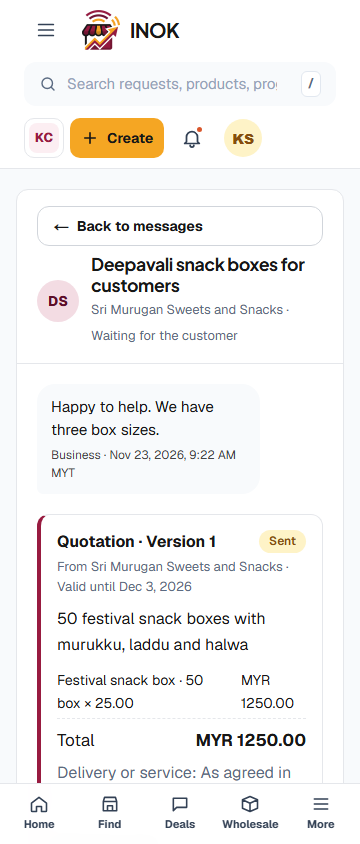 INOK
Search requests, products, pro
/
KC
+ Create
KS
← Back to messages
DS
Deepavali snack boxes for
customers
Sri Murugan Sweets and Snacks ·
Waiting for the customer
Happy to help. We have
three box sizes.
Business · Nov 23, 2026, 9:22 AM
MYT
Quotation · Version 1
Sent
From Sri Murugan Sweets and Snacks ·
Valid until Dec 3, 2026
50 festival snack boxes with
murukku, laddu and halwa
Festival snack box · 50 MYR
box × 25.00 1250.00
Total MYR 1250.00
Delivery or service: As agreed in
Home Find Deals Wholesale More